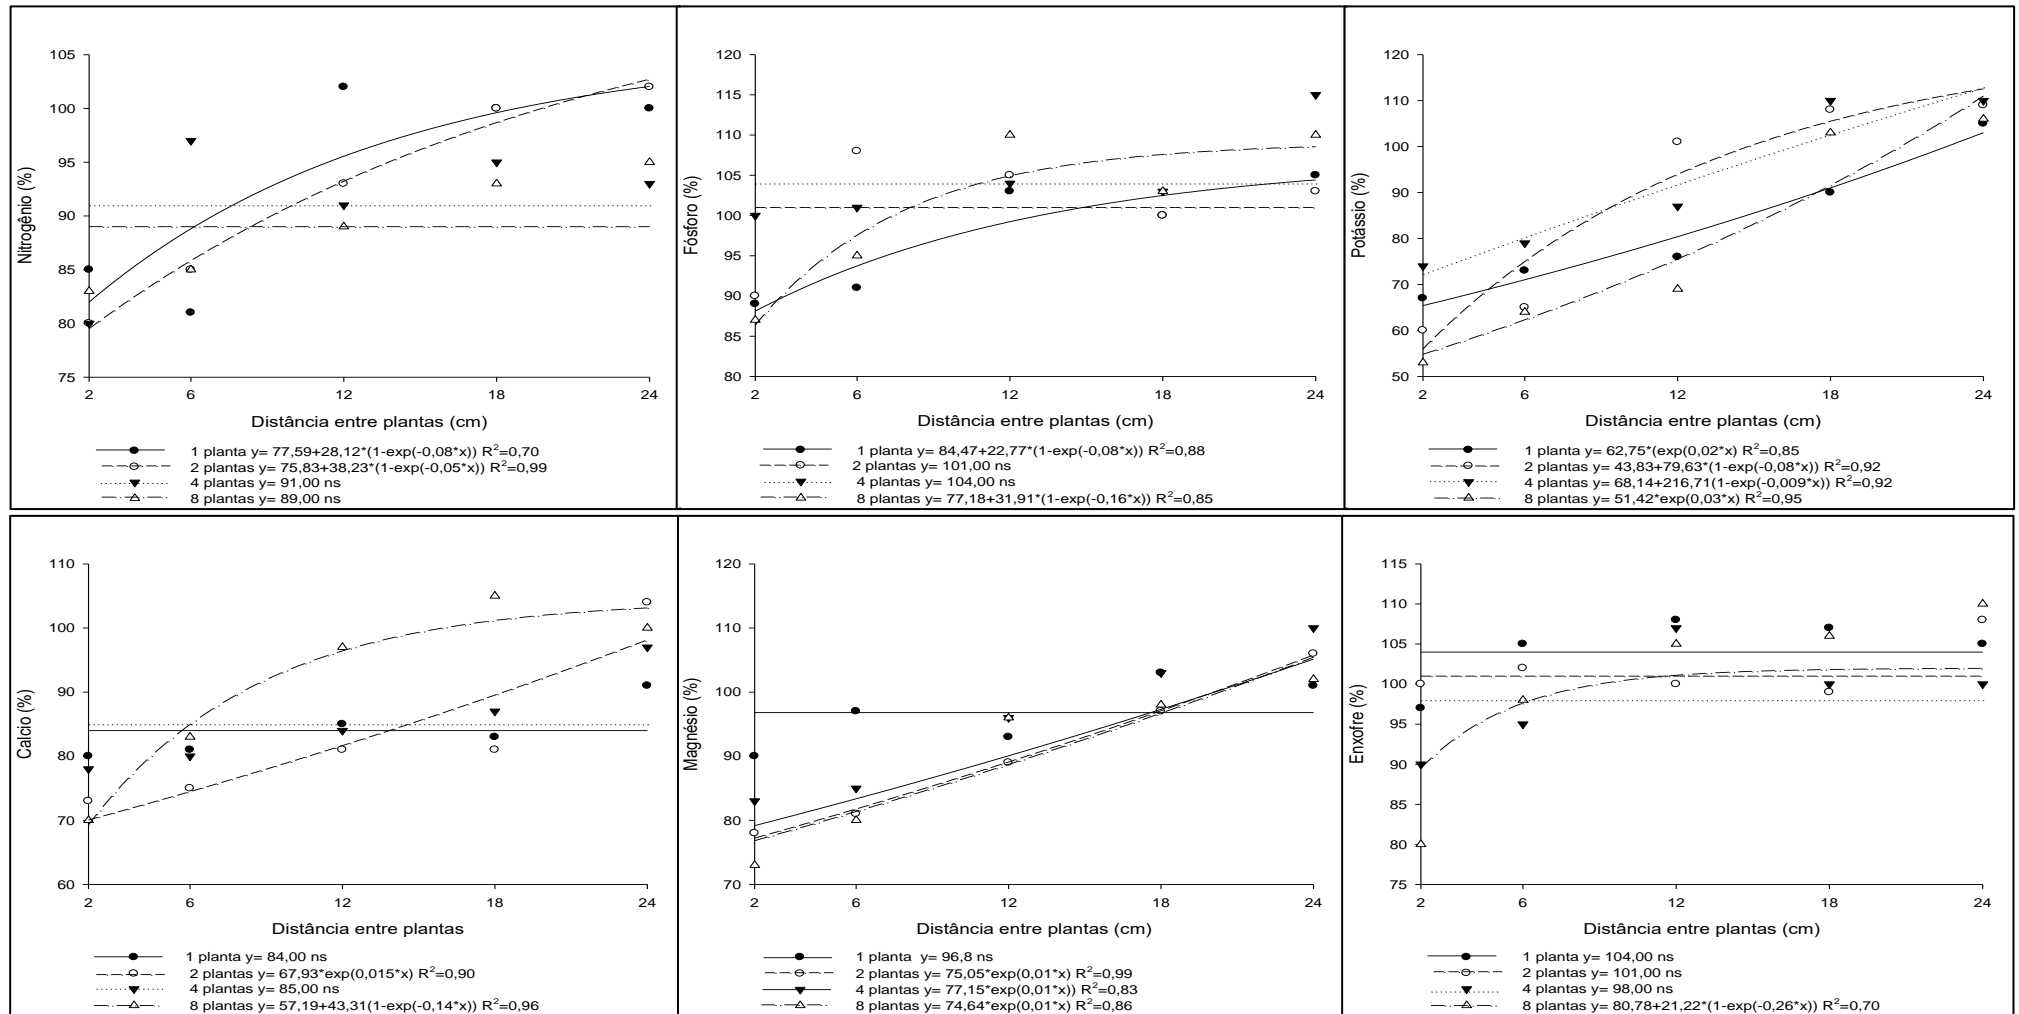 105
100
95
90
85
80
75
Nitrogênio (%)
2 6 12 18 24
Distância entre plantas (cm)
1 planta y= 77,59+28,12*(1-exp(-0,08*x)) R²=0,70
2 plantas y= 75,83+38,23*(1-exp(-0,05*x)) R²=0,99
4 plantas y= 91,00 ns
8 plantas y= 89,00 ns
120
115
110
105
100
95
90
85
80
Fósforo (%)
2 6 12 18 24
Distância entre plantas (cm)
1 planta y= 84,47+22,77*(1-exp(-0,08*x)) R²=0,88
2 plantas y= 101,00 ns
4 plantas y= 104,00 ns
8 plantas y= 77,18+31,91*(1-exp(-0,16*x)) R²=0,85
120
110
100
90
80
70
60
50
Potássio (%)
2 6 12 18 24
Distância entre plantas (cm)
1 planta y= 62,75*(exp(0,02*x) R²=0,85
2 plantas y= 43,83+79,63*(1-exp(-0,08*x)) R²=0,92
4 plantas y= 68,14+216,71(1-exp(-0,009*x)) R²=0,92
8 plantas y= 51,42*exp(0,03*x) R²=0,95
110
100
90
80
70
60
Calcio (%)
2 6 12 18 24
Distância entre plantas
1 planta y= 84,00 ns
2 plantas y= 67,93*exp(0,015*x) R²=0,90
4 plantas y= 85,00 ns
8 plantas y= 57,19+43,31(1-exp(-0,14*x)) R²=0,96
120
110
100
90
80
70
Magnésio (%)
2 6 12 18 24
Distância entre plantas (cm)
1 planta y= 96,8 ns
2 plantas y= 75,05*exp(0,01*x) R²=0,99
4 plantas y= 77,15*exp(0,01*x)) R²=0,83
8 plantas y= 74,64*exp(0,01*x) R²=0,86
115
110
105
100
95
90
85
80
75
Enxofre (%)
2 6 12 18 24
Distância entre plantas (cm)
1 planta y= 104,00 ns
2 plantas y= 101,00 ns
4 plantas y= 98,00 ns
8 plantas y= 80,78+21,22*(1-exp(-0,26*x)) R²=0,70